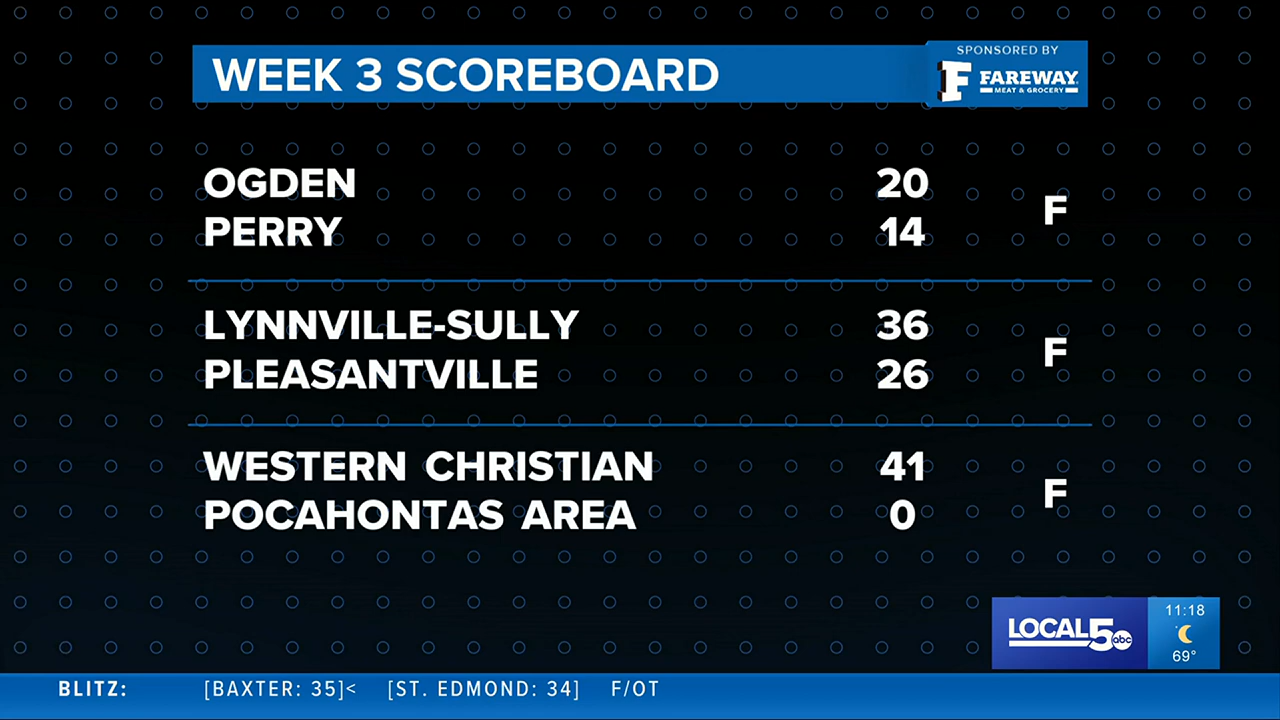 WEEK 3 SCOREBOARD
SPONSORED BY
F FAREWAY
MEAT & GROCERY
OGDEN 20
PERRY 14
F
LYNNVILLE-SULLY 36
PLEASANTVILLE 26
F
WESTERN CHRISTIAN 41
POCAHONTAS AREA 0
F
LOCAL 5 abc
11:18
69°
BLITZ: [BAXTER: 35]< [ST. EDMOND: 34] F/OT